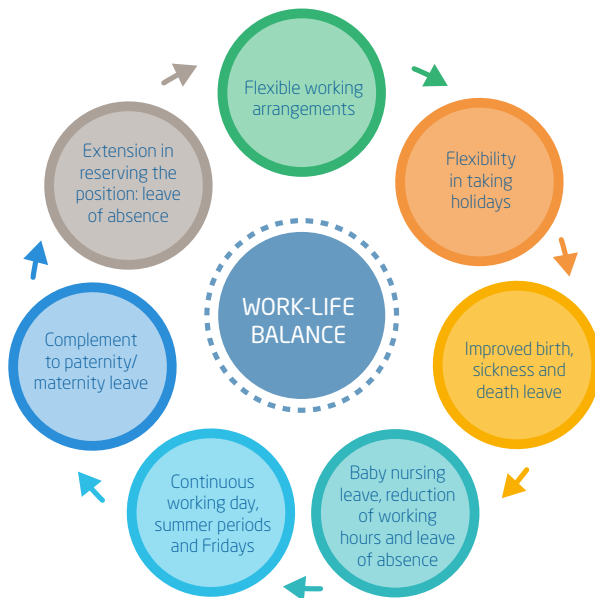 Flexible working
arrangements
Flexibility
in taking
holidays
Improved birth,
sickness and
death leave
Baby nursing
leave, reduction
of working
hours and leave
of absence
Continuous
working day,
summer periods
and Fridays
Complement
to paternity/
maternity leave
Extension in
reserving the
position: leave
of absence
WORK-LIFE
BALANCE